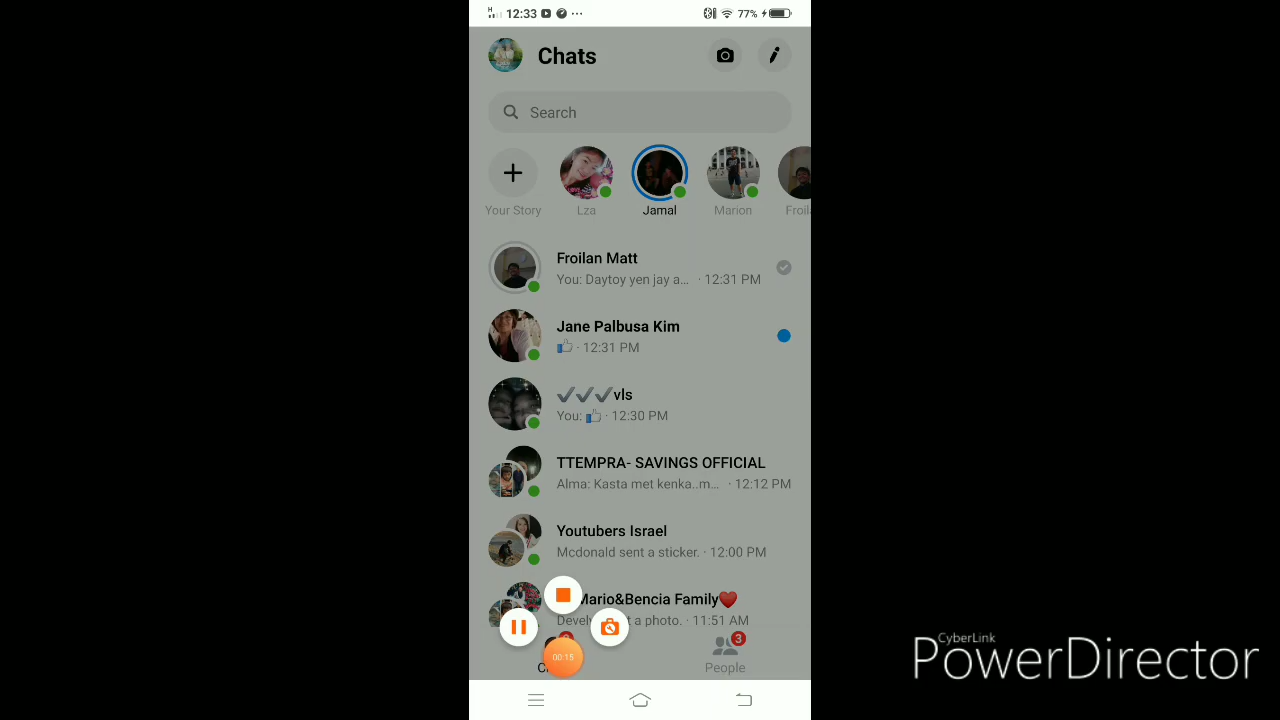 H 12:33 ... 77%
Chats
Search
Your Story Lza Jamal Marion Froil
Froilan Matt
You: Daytoy yen jay a... · 12:31 PM
Jane Palbusa Kim
👍 · 12:31 PM
✔✔✔vls
You: 👍 · 12:30 PM
TTEMPRA- SAVINGS OFFICIAL
Alma: Kasta met kenka..m... · 12:12 PM
Youtubers Israel
Mcdonald sent a sticker. · 12:00 PM
Mario&Bencia Family❤️
t a photo. · 11:51 AM
3
00:15
People
CyberLink
PowerDirector